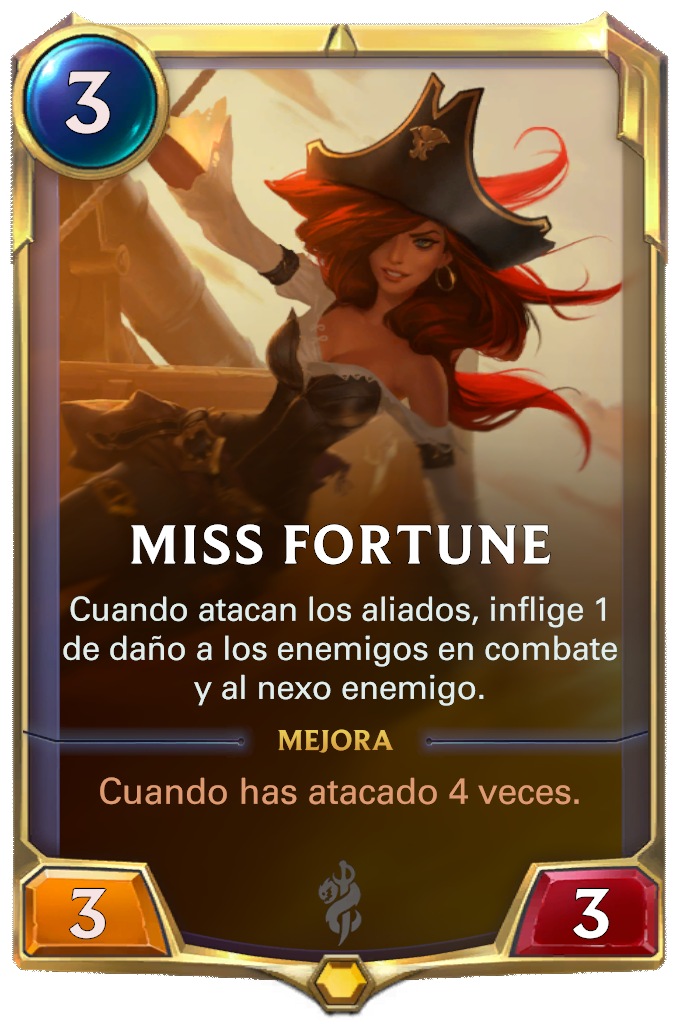 3
MISS FORTUNE
Cuando atacan los aliados, inflige 1
de daño a los enemigos en combate
y al nexo enemigo.
MEJORA
Cuando has atacado 4 veces.
3
3